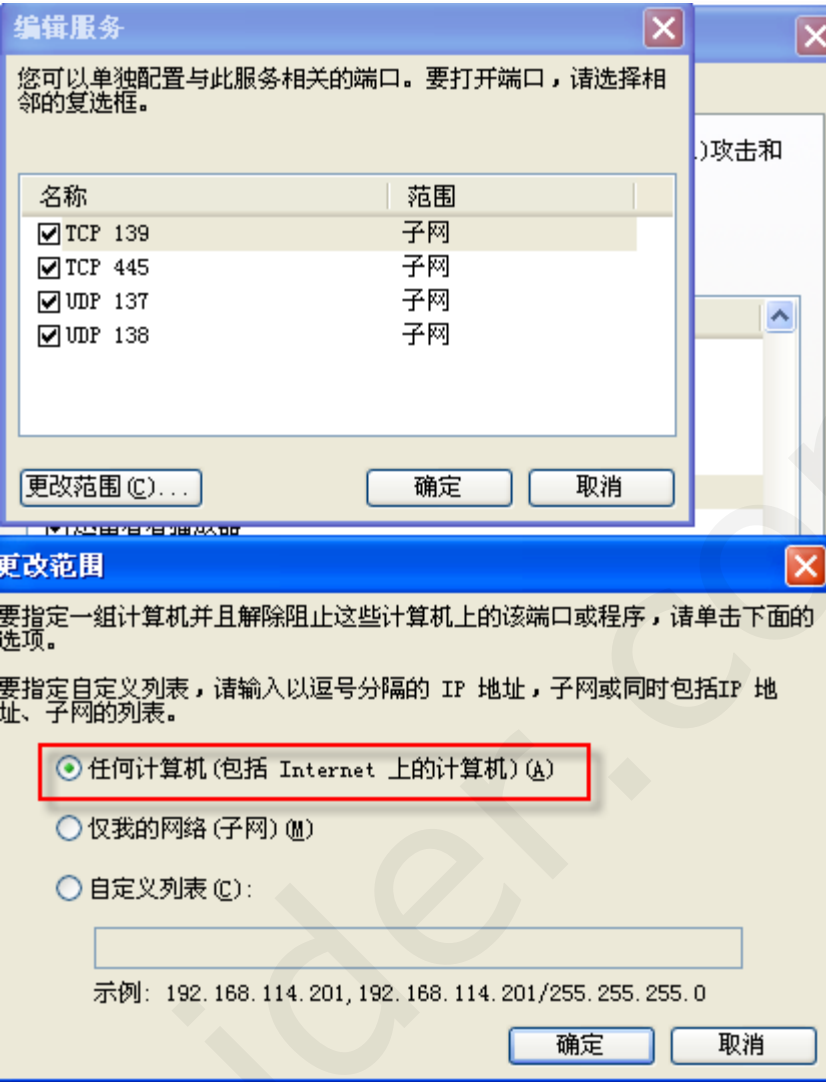 编辑服务
您可以单独配置与此服务相关的端口。要打开端口，请选择相
邻的复选框。
)攻击和
名称 范围
TCP 139 子网
TCP 445 子网
UDP 137 子网
UDP 138 子网
更改范围(C)... 确定 取消
更改范围
要指定一组计算机并且解除阻止这些计算机上的该端口或程序，请单击下面的
选项。
要指定自定义列表，请输入以逗号分隔的 IP 地址，子网或同时包括IP 地
址、子网的列表。
任何计算机(包括 Internet 上的计算机)(A)
仅我的网络(子网)(M)
自定义列表(C):
示例: 192.168.114.201,192.168.114.201/255.255.255.0
确定 取消